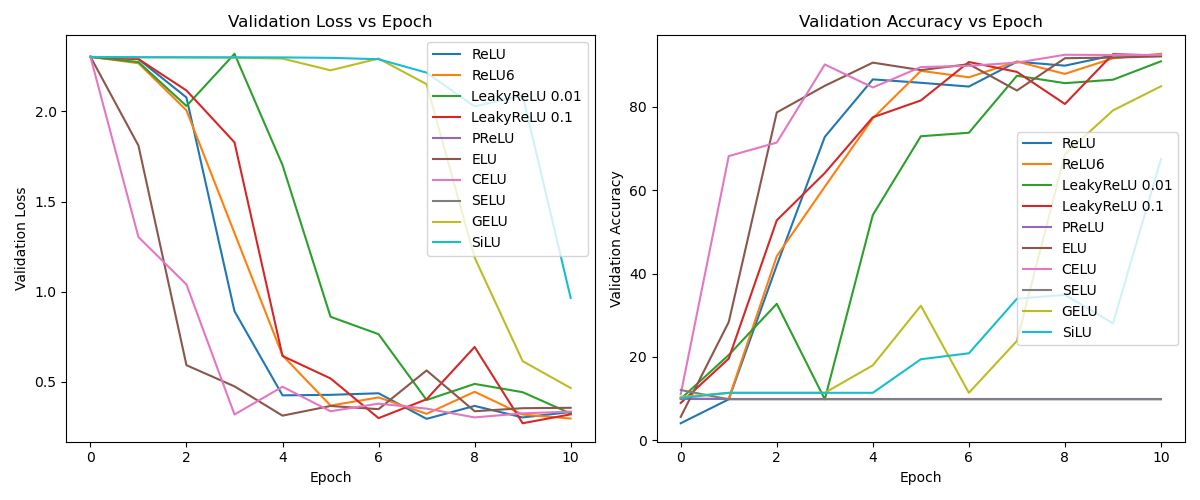 Validation Loss vs Epoch
Validation Loss
2.0
1.5
1.0
0.5
0 2 4 6 8 10
Epoch
ReLU
ReLU6
LeakyReLU 0.01
LeakyReLU 0.1
PReLU
ELU
CELU
SELU
GELU
SiLU
Validation Accuracy vs Epoch
Validation Accuracy
80
60
40
20
0
0 2 4 6 8 10
Epoch
ReLU
ReLU6
LeakyReLU 0.01
LeakyReLU 0.1
PReLU
ELU
CELU
SELU
GELU
SiLU